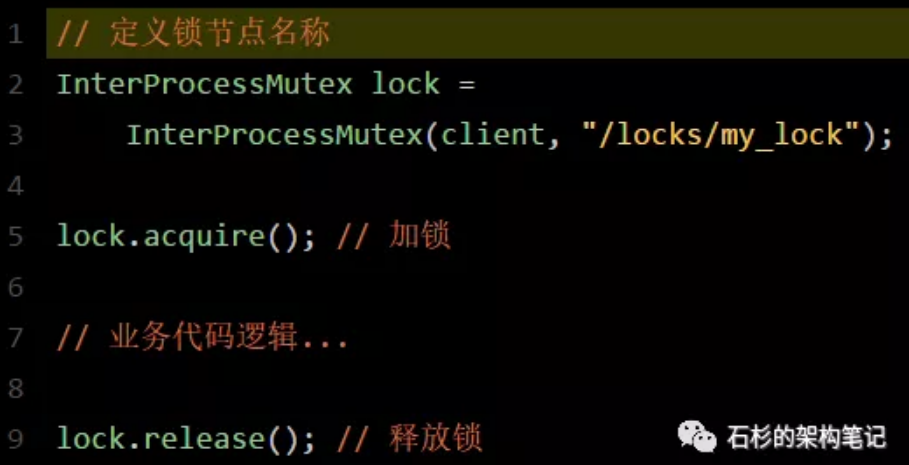 1 // 定义锁节点名称
2 InterProcessMutex lock =
3 InterProcessMutex(client, "/locks/my_lock");
4
5 lock.acquire(); // 加锁
6
7 // 业务代码逻辑...
8
9 lock.release(); // 释放锁
石杉的架构笔记